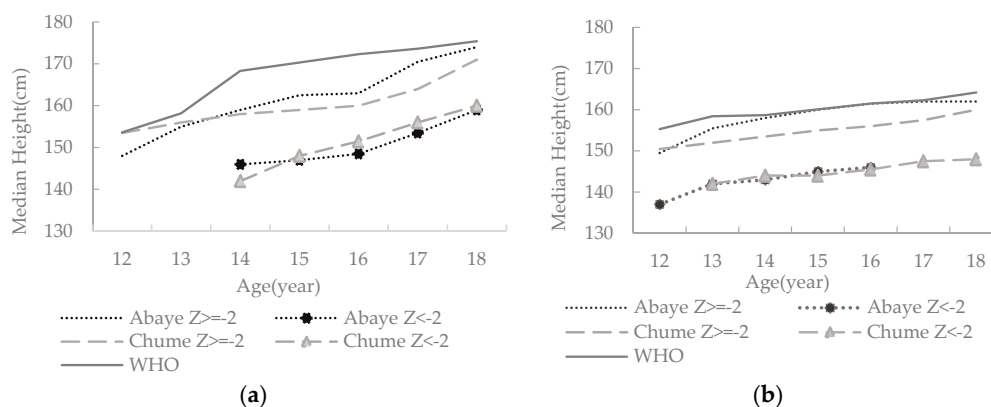 180
170
160
150
140
130
Median Height(cm)
12 13 14 15 16 17 18
Age(year)
Abaye Z>=-2 Abaye Z<-2
Chume Z>=-2 Chume Z<-2
WHO
(a)
180
170
160
150
140
130
Median Height(cm)
12 13 14 15 16 17 18
Age(year)
Abaye Z>=-2 Abaye Z<-2
Chume Z>=-2 Chume Z<-2
WHO
(b)